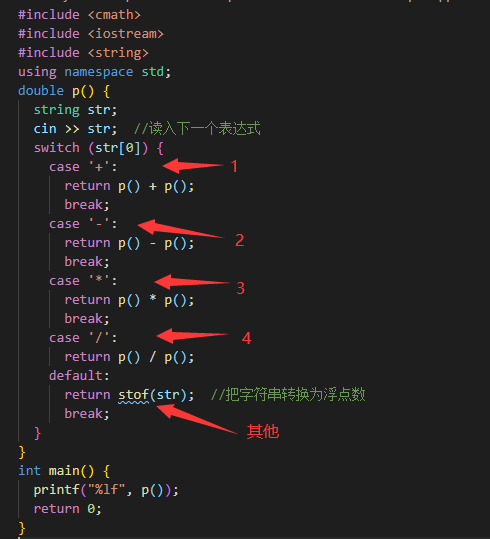 #include <cmath>
#include <iostream>
#include <string>
using namespace std;
double p() {
string str;
cin >> str; //读入下一个表达式
switch (str[0]) {
case '+': 1
return p() + p();
break;
case '-': 2
return p() - p();
break;
case '*': 3
return p() * p();
break;
case '/': 4
return p() / p();
default:
return stof(str); //把字符串转换为浮点数
break; 其他
}
}
int main() {
printf("%lf", p());
return 0;
}